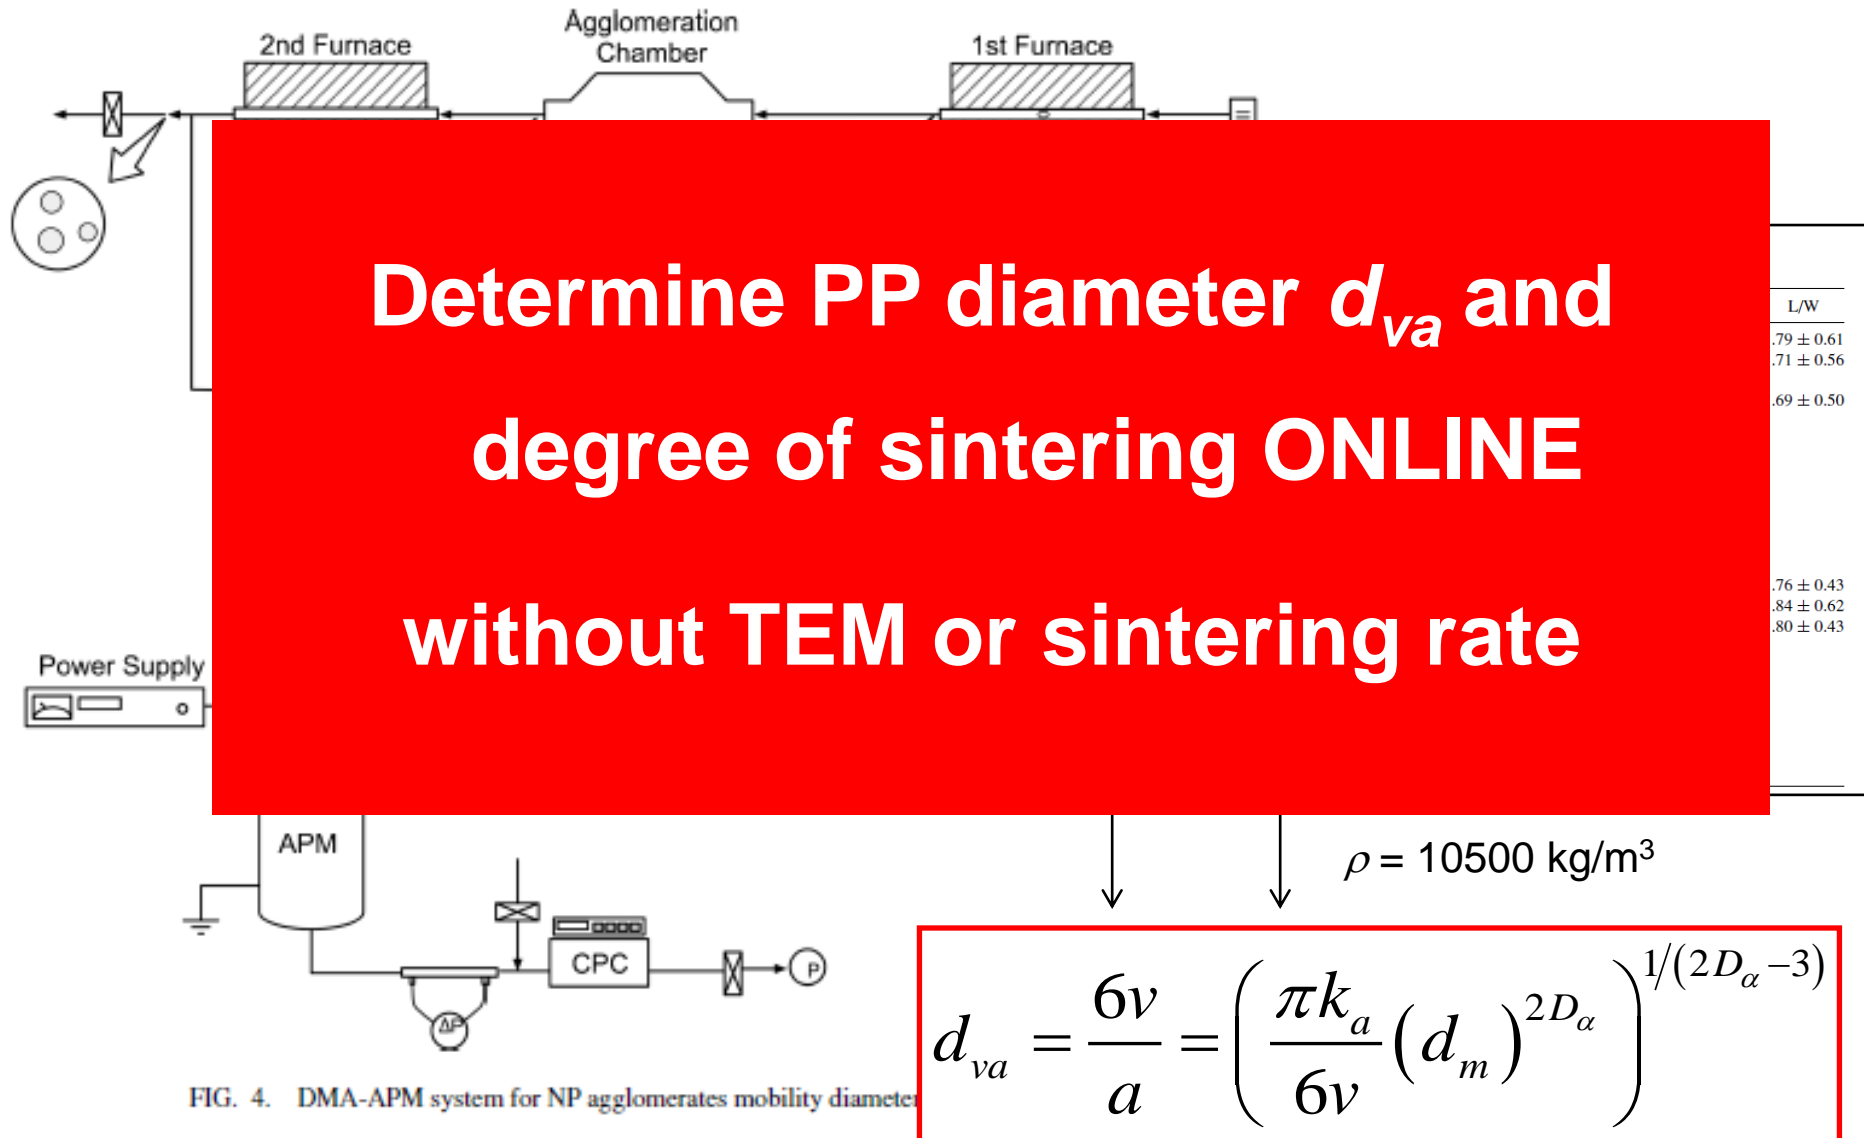 Agglomeration
Chamber
2nd Furnace
1st Furnace
Determine PP diameter d_va and
degree of sintering ONLINE
without TEM or sintering rate
L/W
.79 ± 0.61
.71 ± 0.56
.69 ± 0.50
.76 ± 0.43
.84 ± 0.62
.80 ± 0.43
Power Supply
APM
CPC
P
ΔP
ρ = 10500 kg/m³
d_va = 6v/a = (πk_a/6v (d_m)^{2D_α})^{1/(2D_α−3)}
FIG. 4. DMA-APM system for NP agglomerates mobility diameter